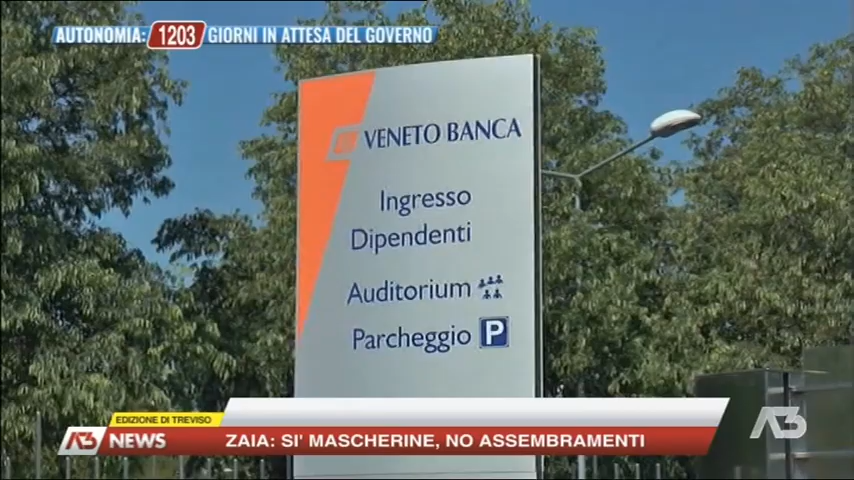 AUTONOMIA: 1203 GIORNI IN ATTESA DEL GOVERNO
VENETO BANCA
Ingresso
Dipendenti
Auditorium
Parcheggio P
EDIZIONE DI TREVISO
A3 NEWS
ZAIA: SI' MASCHERINE, NO ASSEMBRAMENTI
A3